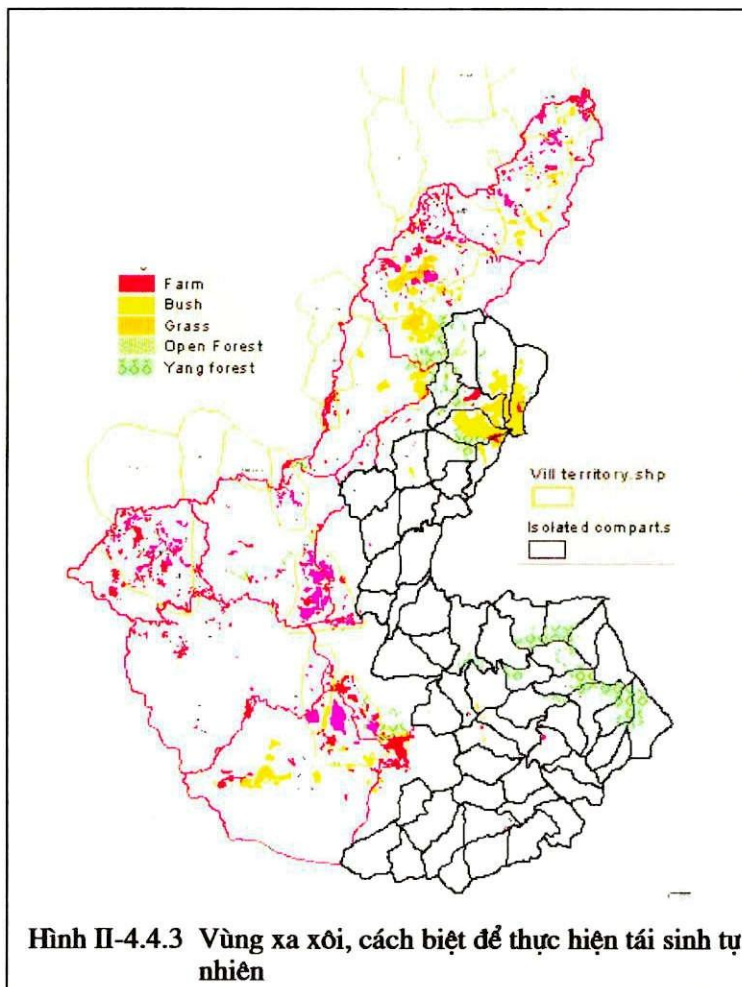 Farm
Bush
Grass
Open Forest
Yang forest
Vill territory.shp
Isolated comparts
Hình II-4.4.3 Vùng xa xôi, cách biệt để thực hiện tái sinh tự
nhiên